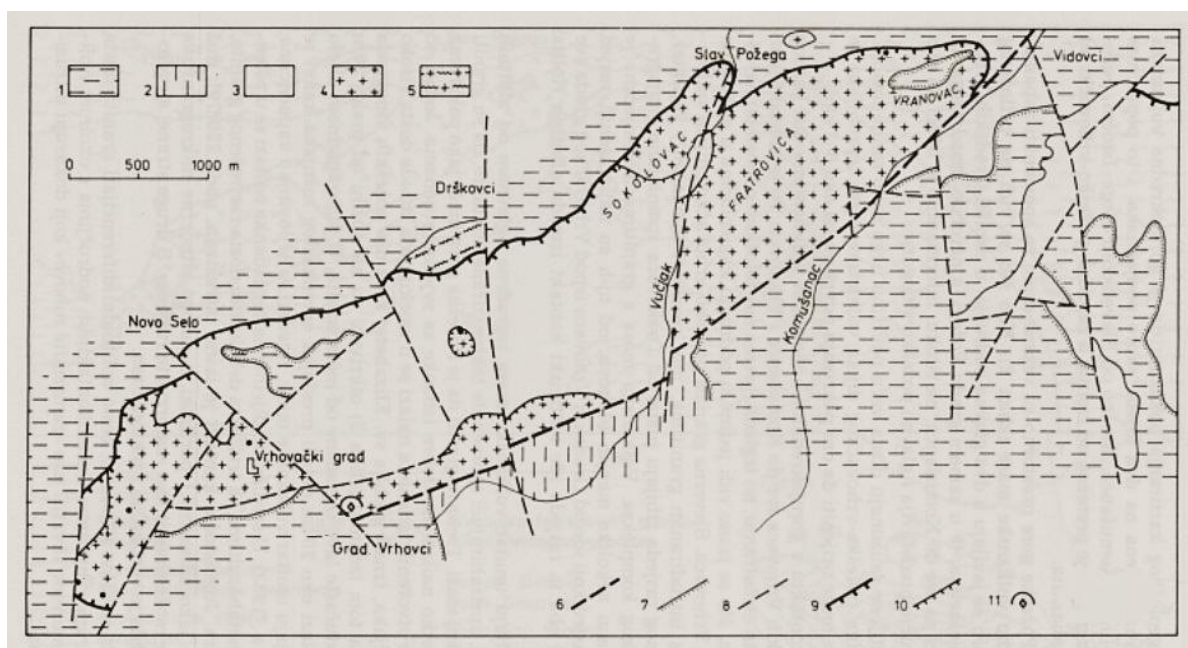 Slav Požega
Vidovci
1
2
3
4
5
VRANOVAC
0 500 1000 m
SOKOLOVAC
FRATROVICA
Drškovci
Vučjak
Komušanac
Novo Selo
Vrhovački grad
Grad Vrhovci
6
7
8
9
10
11